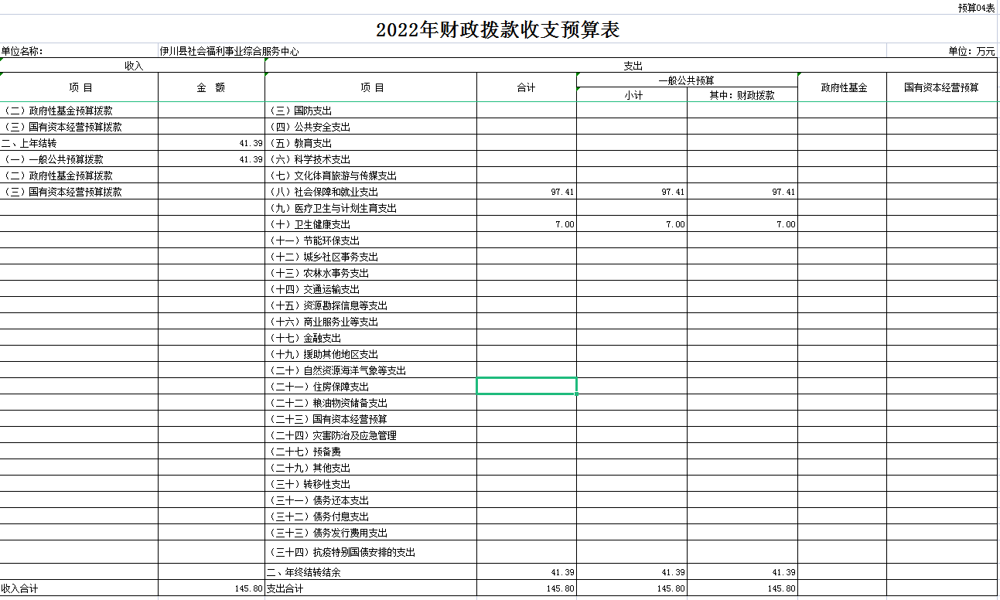 预算04表
2022年财政拨款收支预算表
单位名称： 伊川县社会福利事业综合服务中心 单位：万元
收入 支出
项 目 金 额 项 目 合计 一般公共预算 政府性基金 国有资本经营预算
小计 其中：财政拨款
（二）政府性基金预算拨款 （三）国防支出
（三）国有资本经营预算拨款 （四）公共安全支出
二、上年结转 41.39 （五）教育支出
（一）一般公共预算拨款 41.39 （六）科学技术支出
（二）政府性基金预算拨款 （七）文化体育旅游与传媒支出
（三）国有资本经营预算拨款 （八）社会保障和就业支出 97.41 97.41 97.41
（九）医疗卫生与计划生育支出
（十）卫生健康支出 7.00 7.00 7.00
（十一）节能环保支出
（十二）城乡社区事务支出
（十三）农林水事务支出
（十四）交通运输支出
（十五）资源勘探信息等支出
（十六）商业服务业等支出
（十七）金融支出
（十九）援助其他地区支出
（二十）自然资源海洋气象等支出
（二十一）住房保障支出
（二十二）粮油物资储备支出
（二十三）国有资本经营预算
（二十四）灾害防治及应急管理
（二十七）预备费
（二十九）其他支出
（三十）转移性支出
（三十一）债务还本支出
（三十二）债务付息支出
（三十三）债务发行费用支出
（三十四）抗疫特别国债安排的支出
二、年终结转结余 41.39 41.39 41.39
收入合计 145.80 支出合计 145.80 145.80 145.80